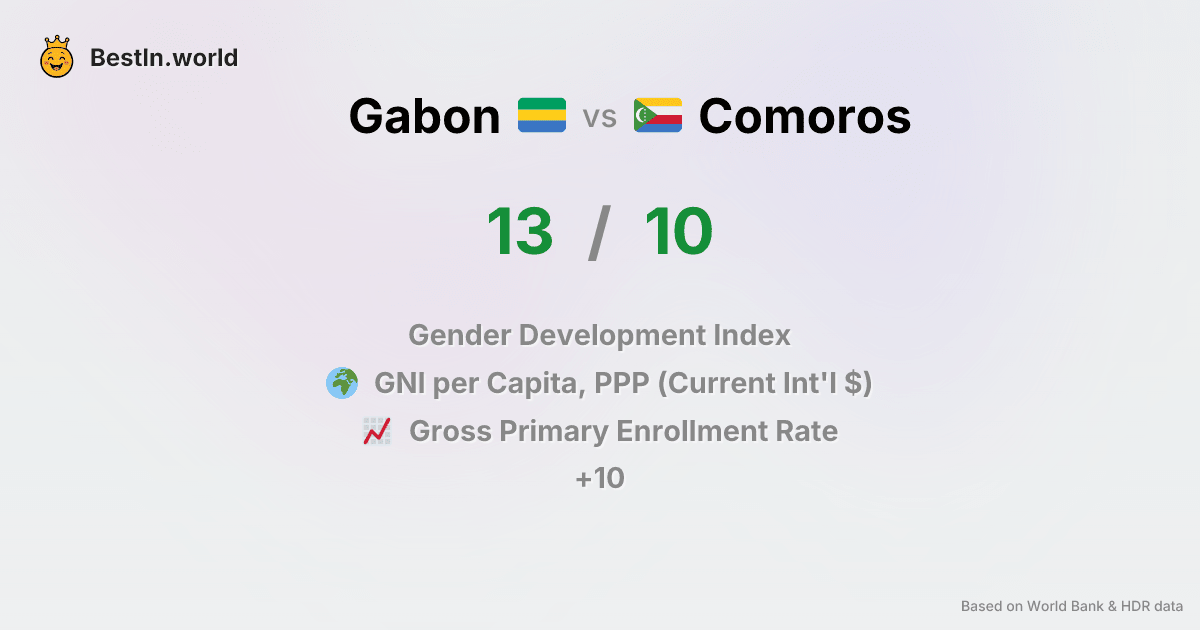 BestIn.world
Gabon vs Comoros
13 / 10
Gender Development Index
GNI per Capita, PPP (Current Int'l $)
Gross Primary Enrollment Rate
+10
Based on World Bank & HDR data